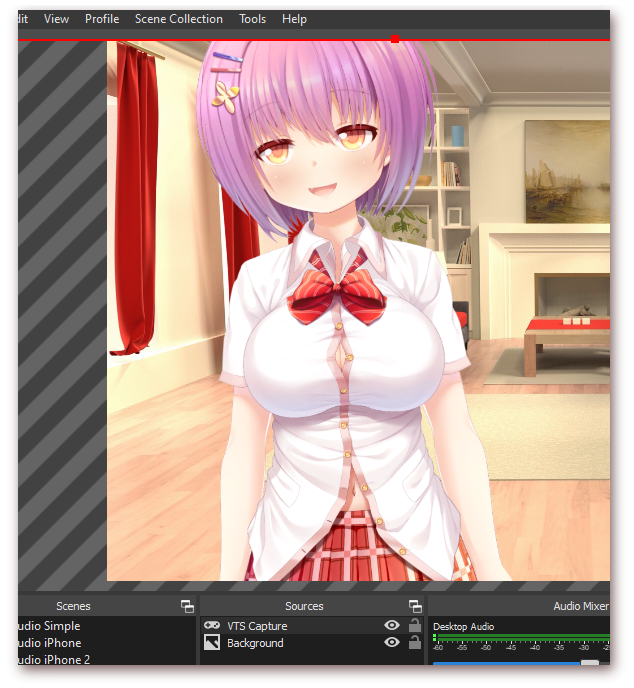 dit View Profile Scene Collection Tools Help
Scenes
Sources
Audio Mixer
udio Simple
udio iPhone
udio iPhone 2
VTS Capture
Background
Desktop Audio
-60 -55 -50 -45 -40 -35 -30